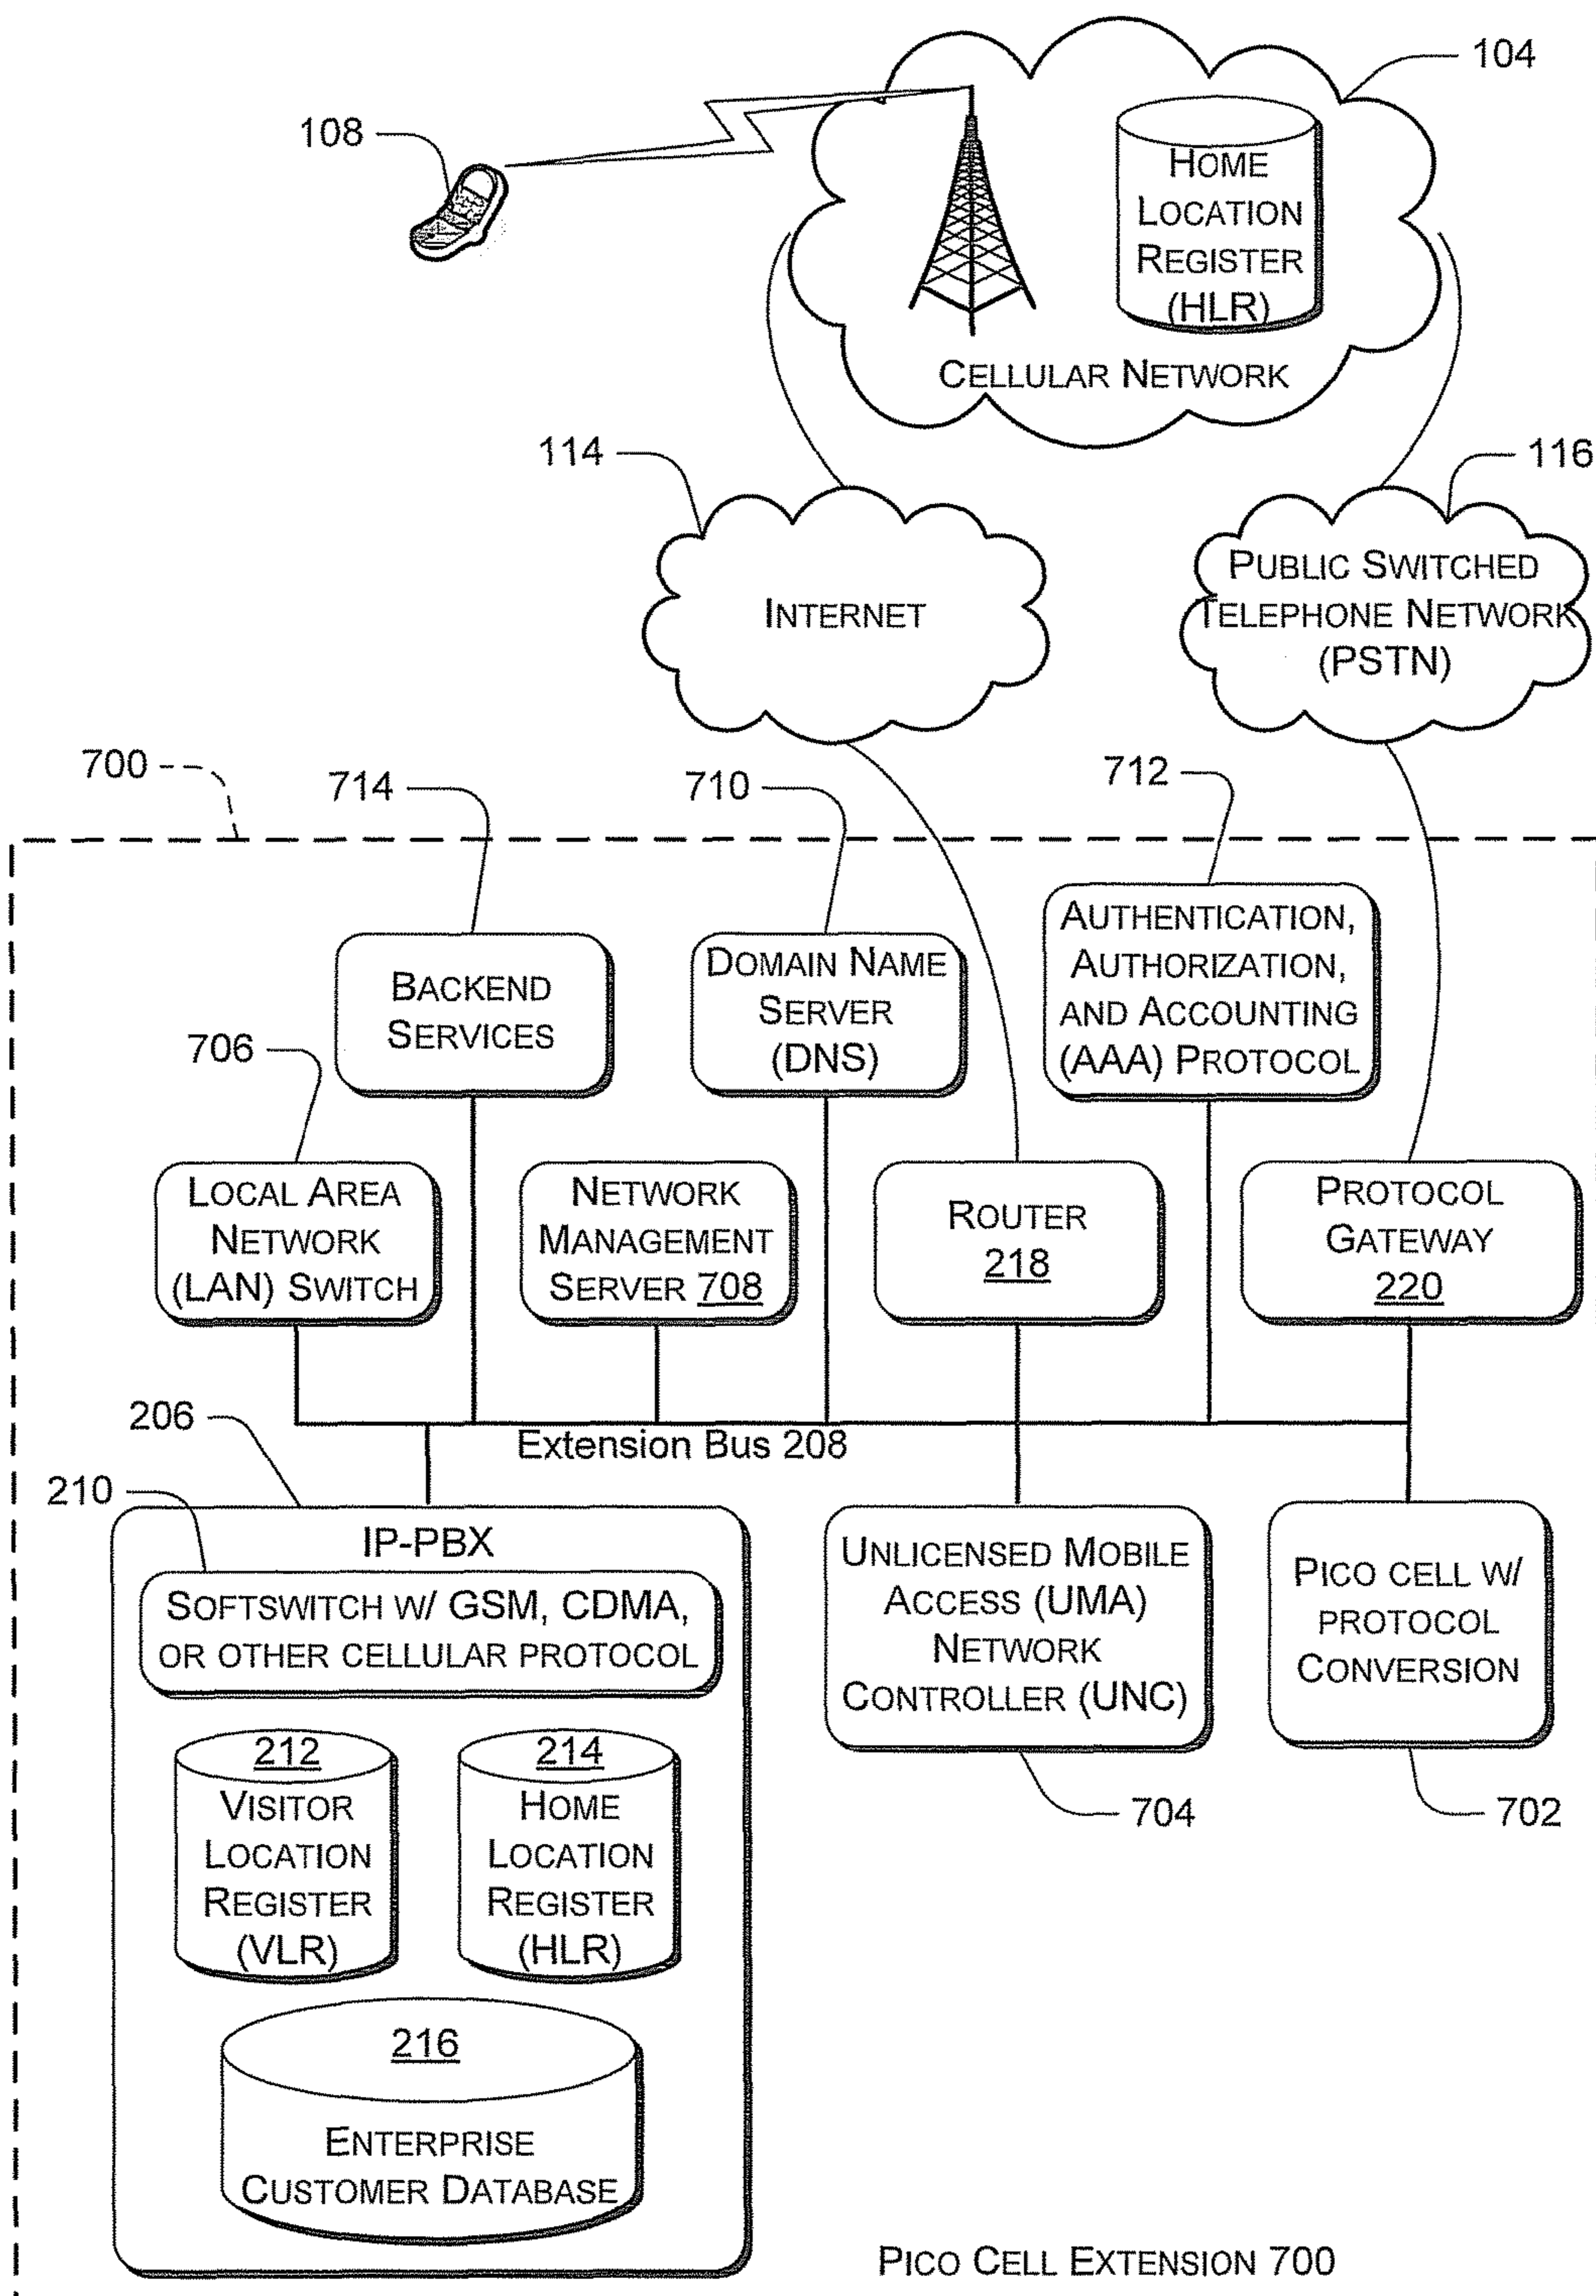 104
108
HOME
LOCATION
REGISTER
(HLR)
CELLULAR NETWORK
114
116
INTERNET
PUBLIC SWITCHED
TELEPHONE NETWORK
(PSTN)
700
714
710
712
BACKEND
SERVICES
DOMAIN NAME
SERVER
(DNS)
AUTHENTICATION,
AUTHORIZATION,
AND ACCOUNTING
(AAA) PROTOCOL
706
LOCAL AREA
NETWORK
(LAN) SWITCH
NETWORK
MANAGEMENT
SERVER 708
ROUTER
218
PROTOCOL
GATEWAY
220
206
Extension Bus 208
210
IP-PBX
SOFTSWITCH W/ GSM, CDMA,
OR OTHER CELLULAR PROTOCOL
212
VISITOR
LOCATION
REGISTER
(VLR)
214
HOME
LOCATION
REGISTER
(HLR)
216
ENTERPRISE
CUSTOMER DATABASE
UNLICENSED MOBILE
ACCESS (UMA)
NETWORK
CONTROLLER (UNC)
704
PICO CELL W/
PROTOCOL
CONVERSION
702
PICO CELL EXTENSION 700